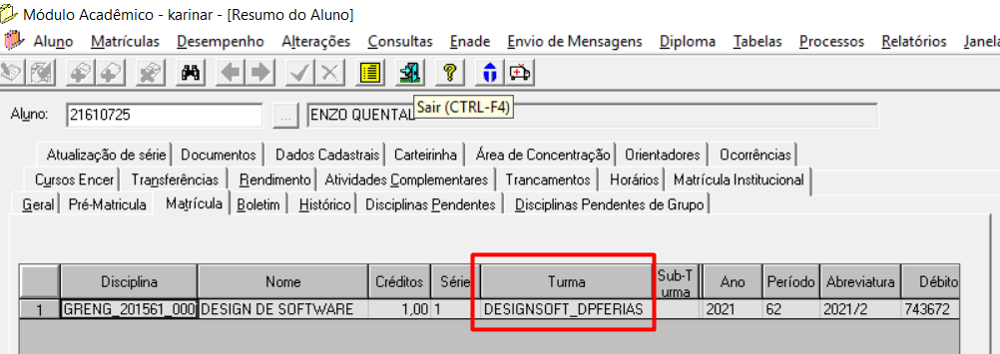 Módulo Acadêmico - karinar - [Resumo do Aluno]
Aluno Matrículas Desempenho Alterações Consultas Enade Envio de Mensagens Diploma Tabelas Processos Relatórios Janela
Sair (CTRL-F4)
Aluno: 21610725 ... ENZO QUENTAL
Atualização de série Documentos Dados Cadastrais Carteirinha Área de Concentração Orientadores Ocorrências
Cursos Encer Transferências Rendimento Atividades Complementares Trancamentos Horários Matrícula Institucional
Geral Pré-Matricula Matrícula Boletim Histórico Disciplinas Pendentes Disciplinas Pendentes de Grupo
Disciplina Nome Créditos Série Turma Sub-T urma Ano Período Abreviatura Débito
1 GRENG_201561_000 DESIGN DE SOFTWARE 1,00 1 DESIGNSOFT_DPFERIAS 2021 62 2021/2 743672